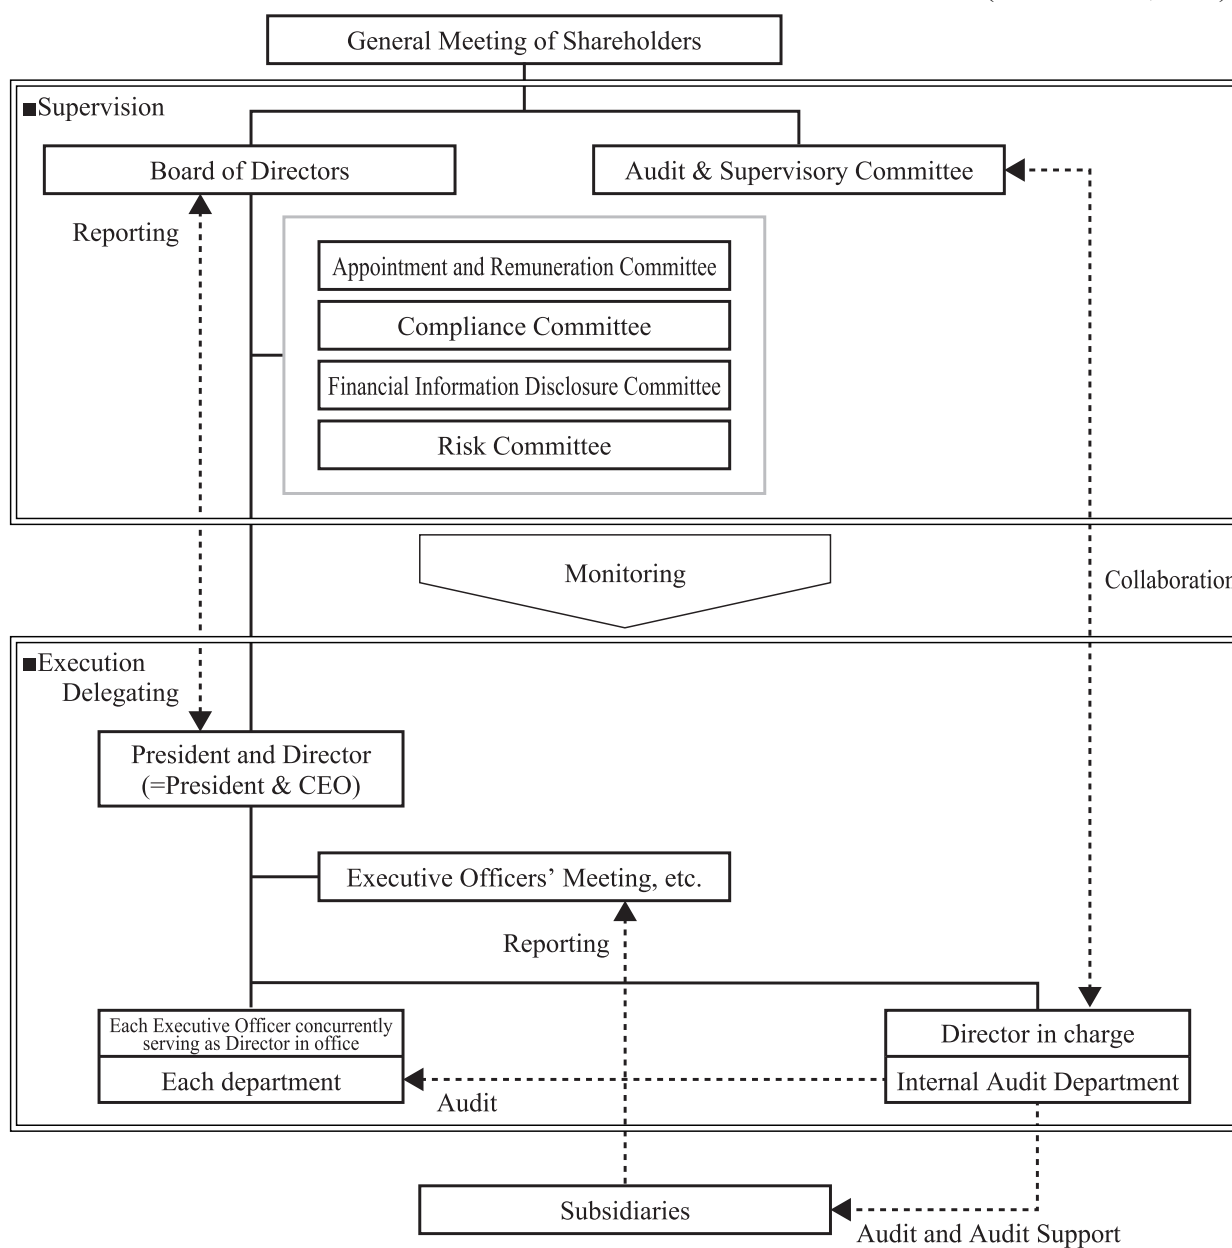 General Meeting of Shareholders
■Supervision
Board of Directors
Audit & Supervisory Committee
Reporting
Appointment and Remuneration Committee
Compliance Committee
Financial Information Disclosure Committee
Risk Committee
Monitoring
Collaboration
■Execution
Delegating
President and Director
(=President & CEO)
Executive Officers’ Meeting, etc.
Reporting
Each Executive Officer concurrently
serving as Director in office
Director in charge
Each department
Internal Audit Department
Audit
Subsidiaries
Audit and Audit Support